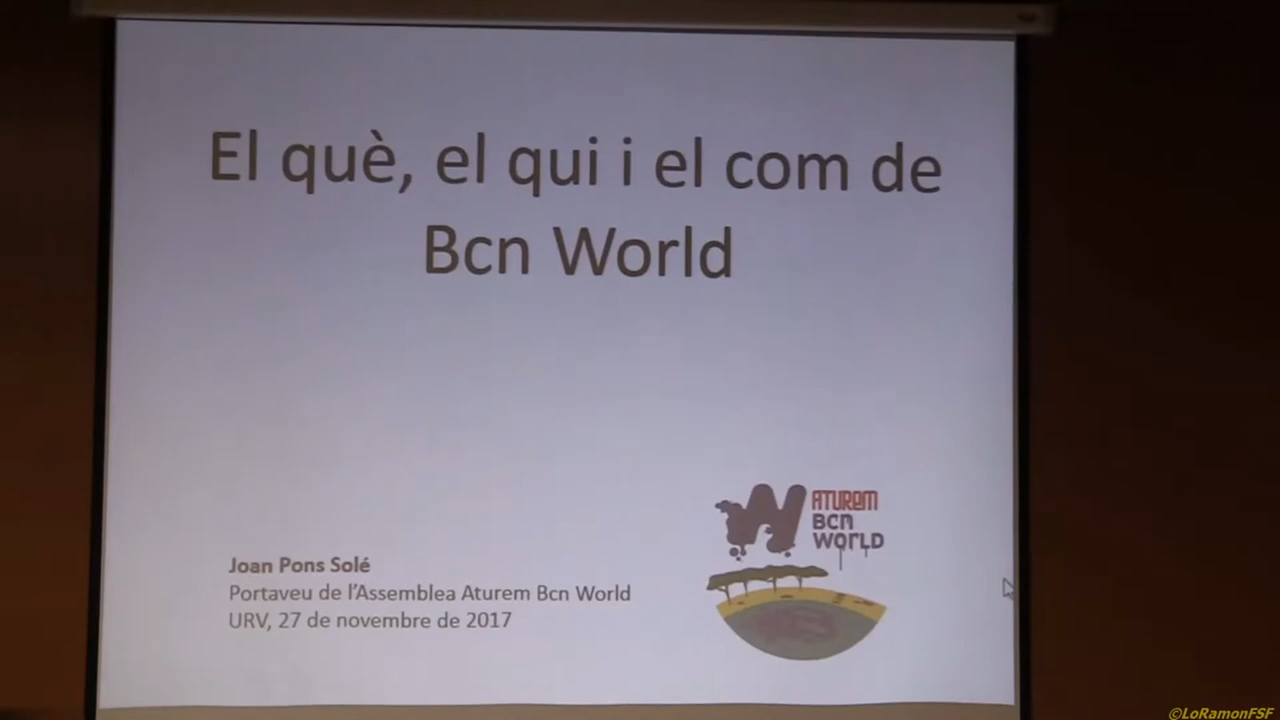 El què, el qui i el com de
Bcn World
ATUREM
BCN
WORLD
Joan Pons Solé
Portaveu de l'Assemblea Aturem Bcn World
URV, 27 de novembre de 2017
©LoRamonFSF